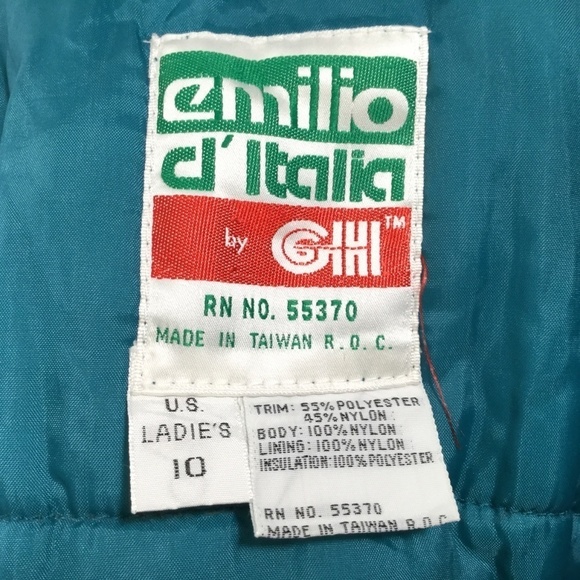 emilio
d'Italia
by GIHI™
RN NO. 55370
MADE IN TAIWAN R.O.C.
U.S.
LADIE'S
10
TRIM: 55% POLYESTER
45% NYLON
BODY: 100% NYLON
LINING: 100% NYLON
INSULATION: 100% POLYESTER
RN NO. 55370
MADE IN TAIWAN R.O.C